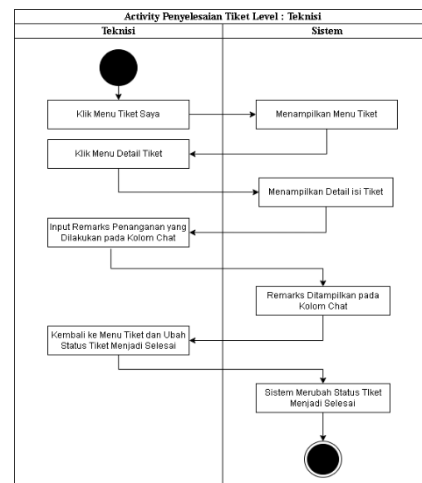 Activity Penyelesaian Tiket Level : Teknisi
Teknisi
Sistem
Klik Menu Tiket Saya
Menampilkan Menu Tiket
Klik Menu Detail Tiket
Menampilkan Detail isi Tiket
Input Remarks Penanganan yang
Dilakukan pada Kolom Chat
Remarks Ditampilkan pada
Kolom Chat
Kembali ke Menu Tiket dan Ubah
Status Tiket Menjadi Selesai
Sistem Merubah Status TIket
Menjadi Selesai